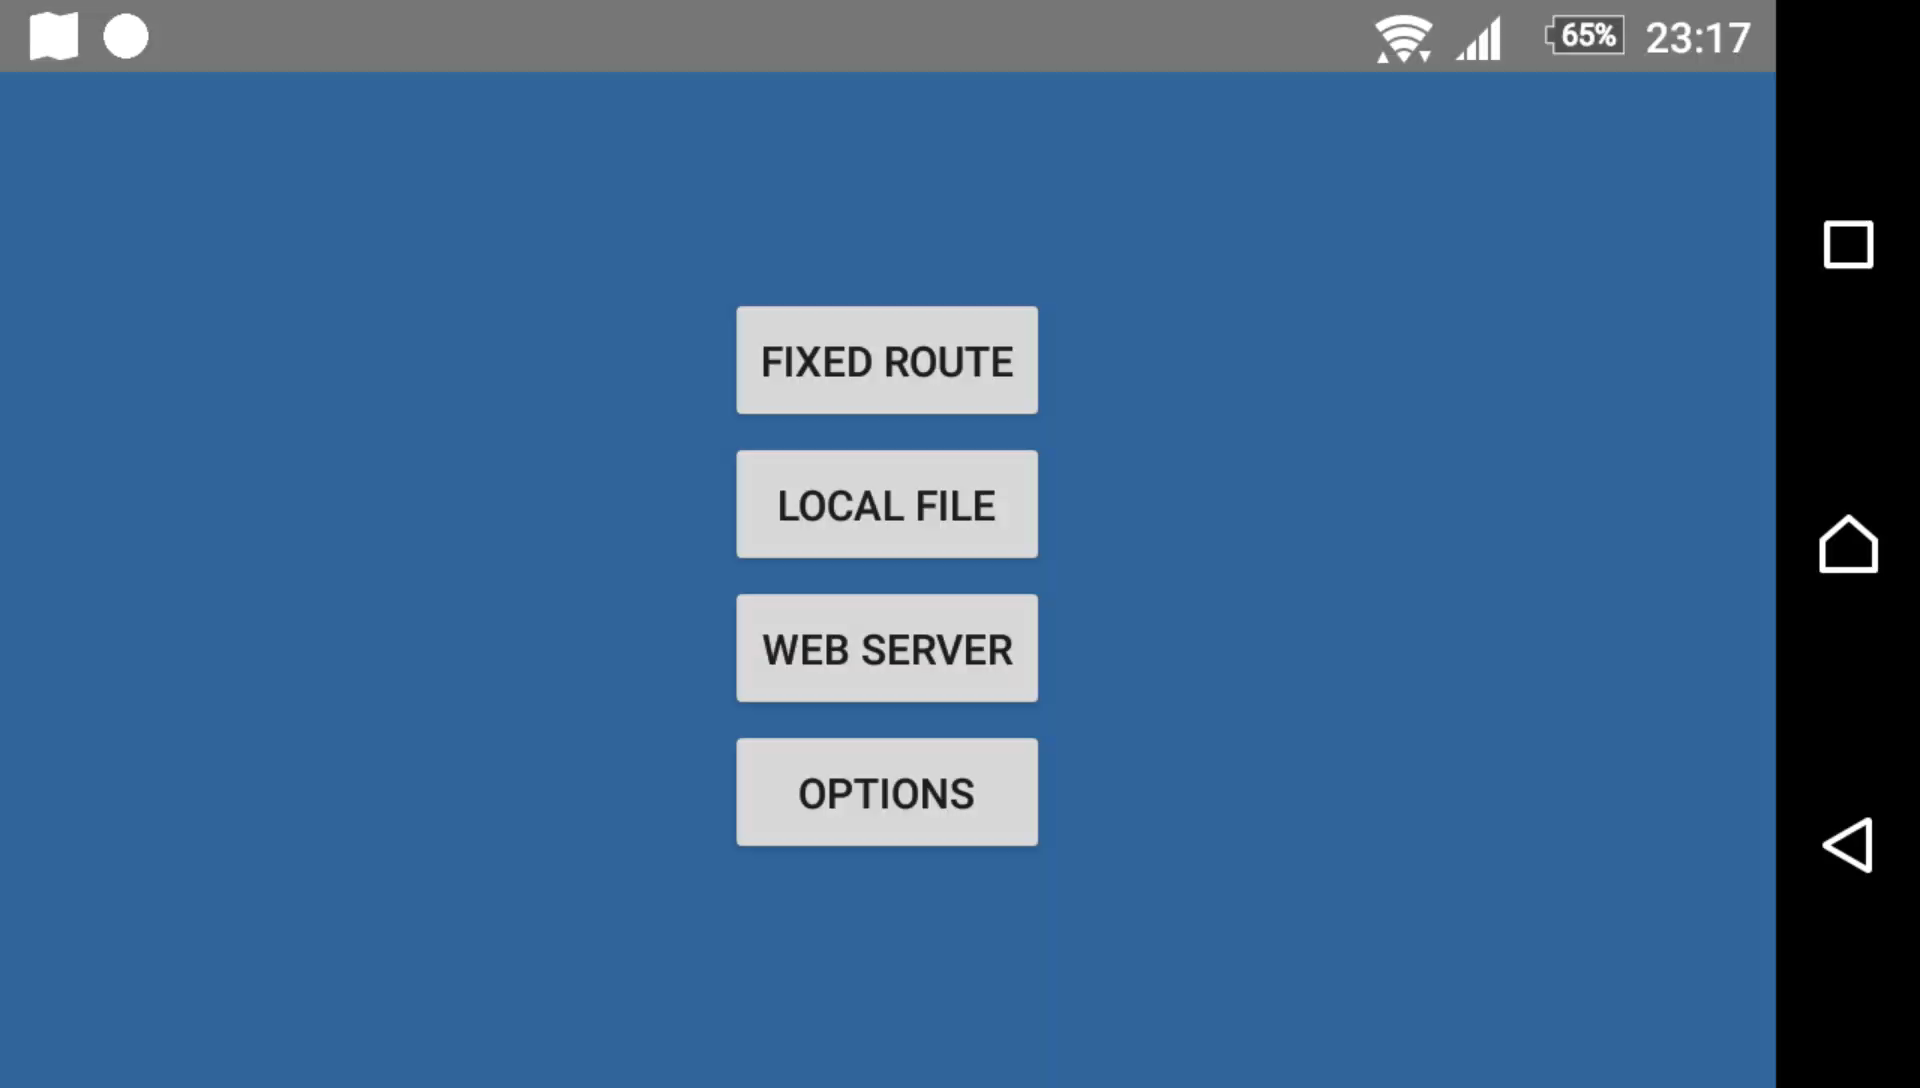 65% 23:17
FIXED ROUTE
LOCAL FILE
WEB SERVER
OPTIONS